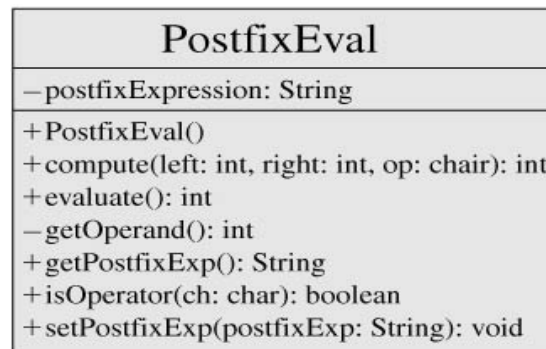 PostfixEval
−postfixExpression: String
+PostfixEval()
+compute(left: int, right: int, op: chair): int
+evaluate(): int
−getOperand(): int
+getPostfixExp(): String
+isOperator(ch: char): boolean
+setPostfixExp(postfixExp: String): void